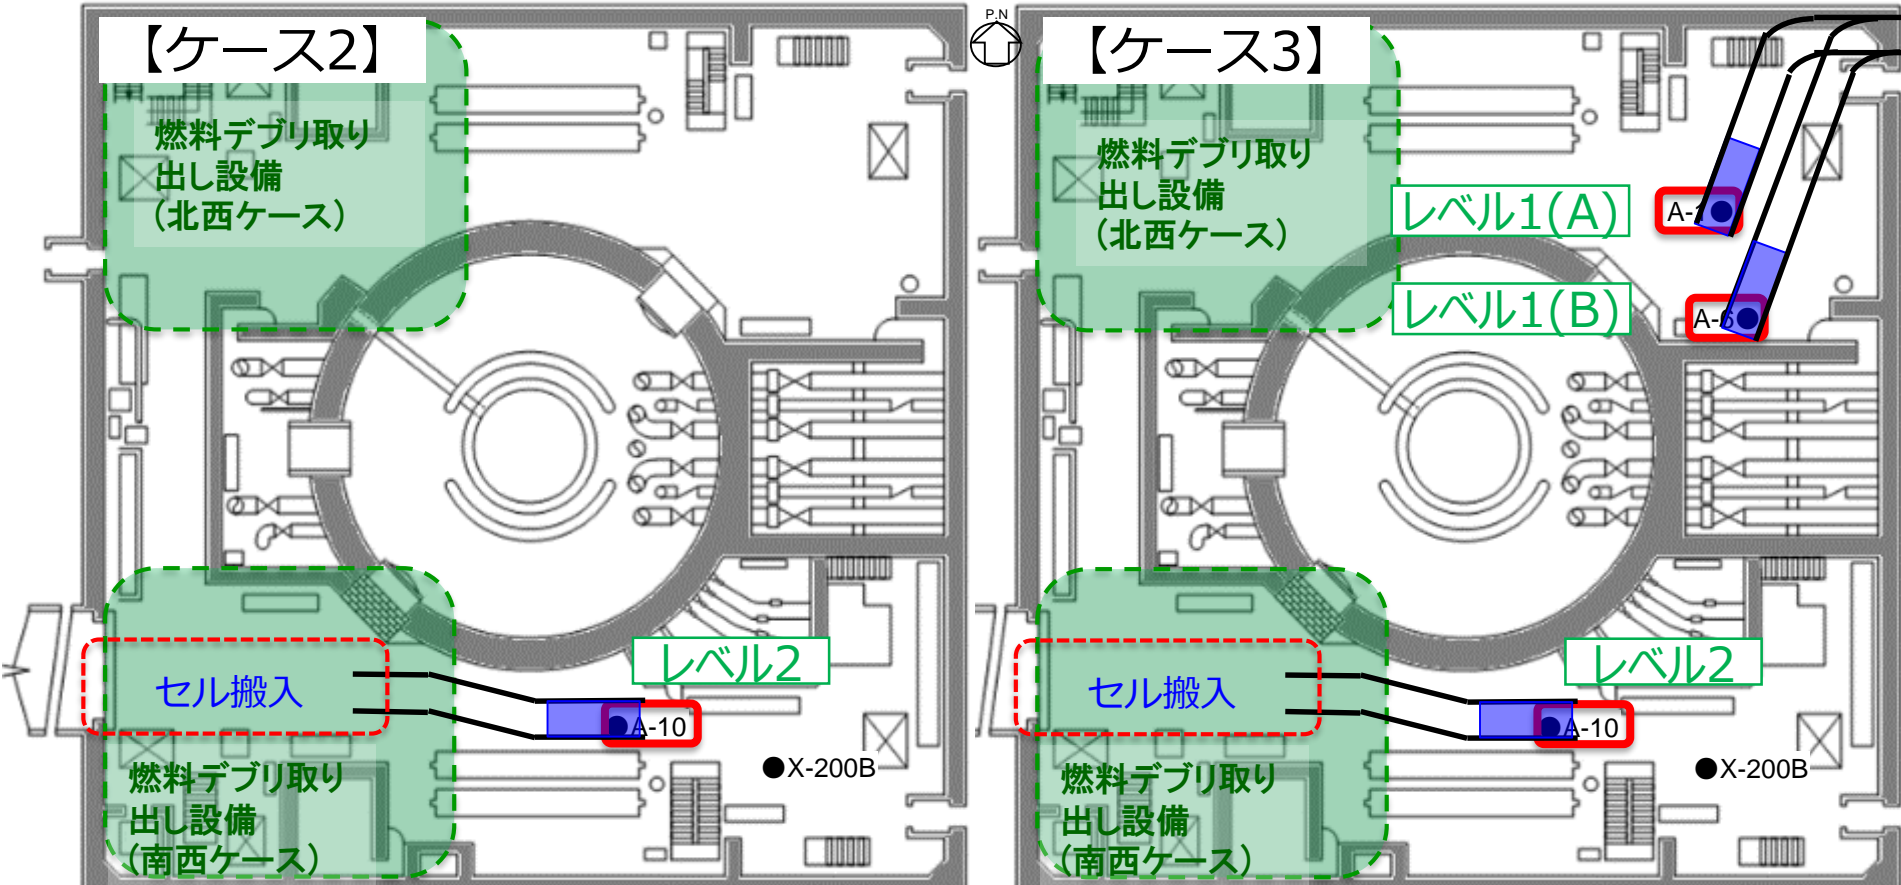 【ケース2】
燃料デブリ取り
出し設備
(北西ケース)
レベル2
セル搬入
A-10
X-200B
燃料デブリ取り
出し設備
(南西ケース)
P.N
【ケース3】
燃料デブリ取り
出し設備
(北西ケース)
レベル1(A)
レベル1(B)
レベル2
セル搬入
A-10
X-200B
燃料デブリ取り
出し設備
(南西ケース)